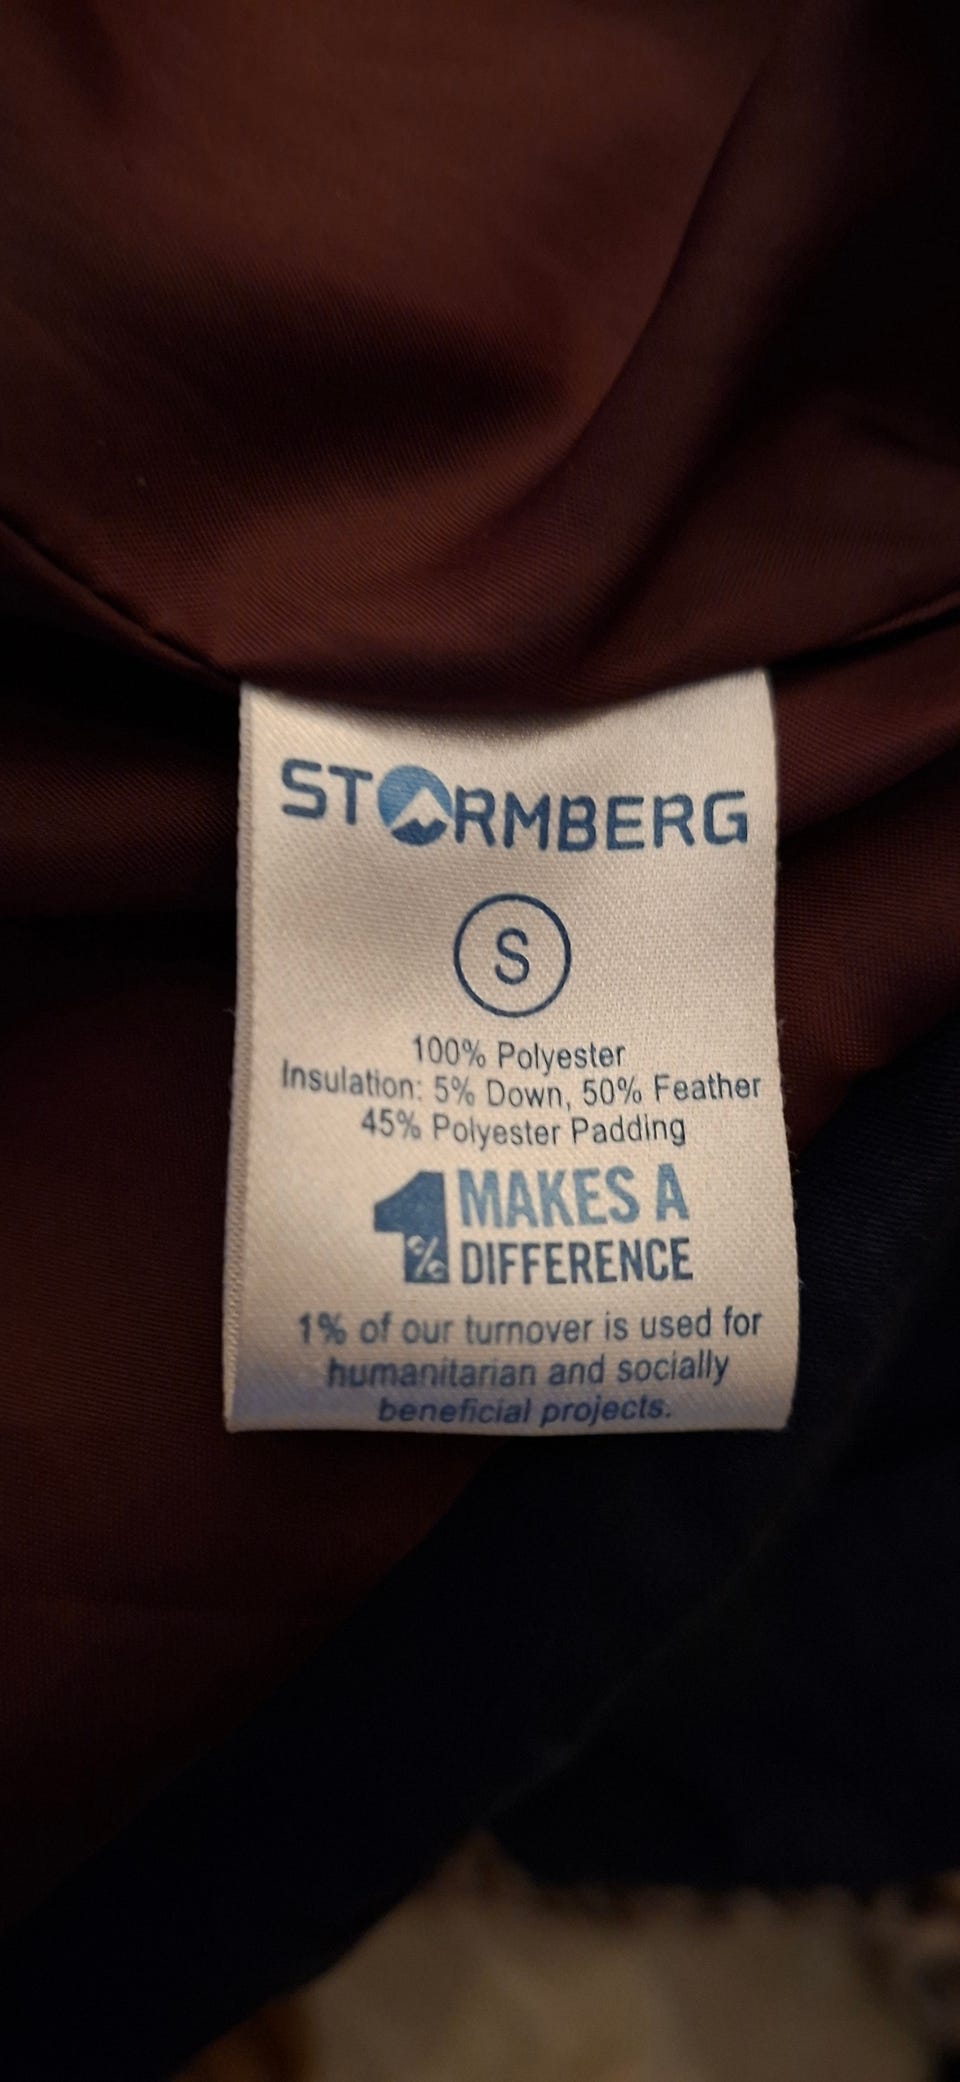 STORMBERG
S
100% Polyester
Insulation: 5% Down, 50% Feather
45% Polyester Padding
1% MAKES A
DIFFERENCE
1% of our turnover is used for
humanitarian and socially
beneficial projects.